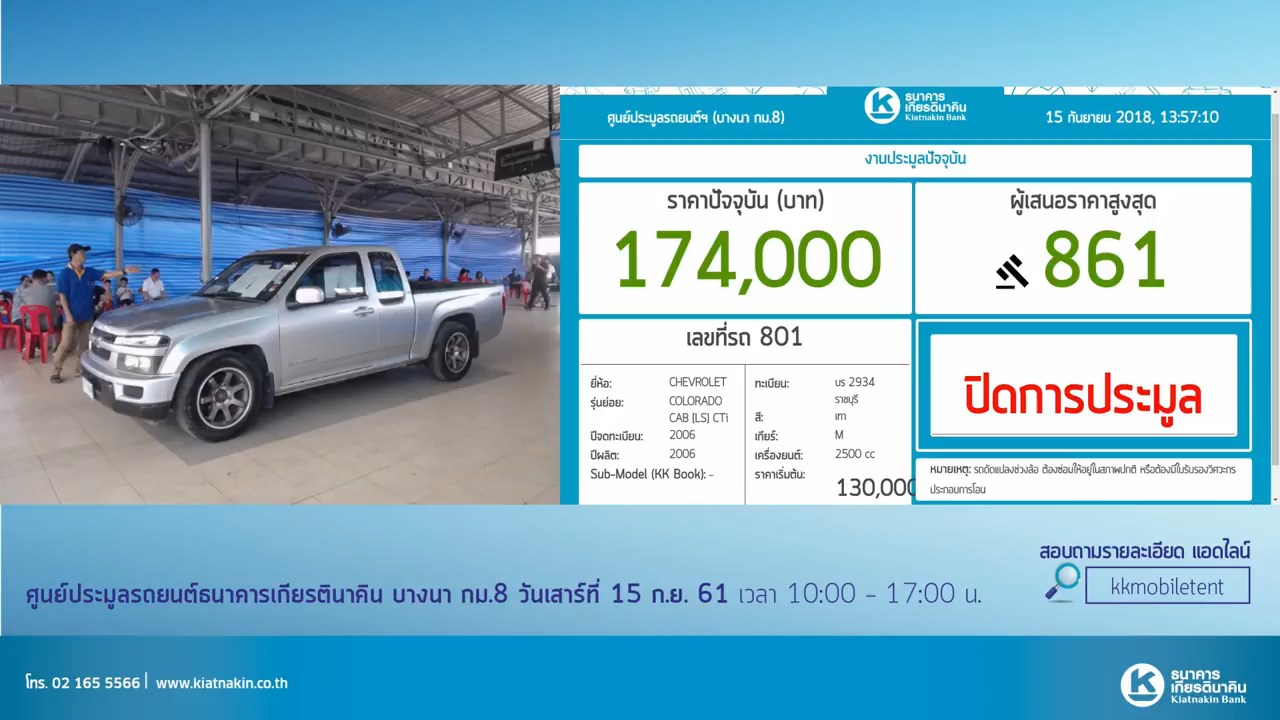 ศูนย์ประมูลรถยนต์ฯ (บางนา กม.8)
ธนาคาร
เกียรตินาคิน
Kiatnakin Bank
15 กันยายน 2018, 13:57:10
งานประมูลปัจจุบัน
ราคาปัจจุบัน (บาท)
174,000
ผู้เสนอราคาสูงสุด
861
เลขที่รถ 801
ยี่ห้อ: CHEVROLET
รุ่นย่อย: COLORADO
CAB [LS] CTi
ปีจดทะเบียน: 2006
ปีผลิต: 2006
Sub-Model (KK Book): -
ทะเบียน: บร 2934
ราชบุรี
สี: เทา
เกียร์: M
เครื่องยนต์: 2500 cc
ราคาเริ่มต้น: 130,000
ปิดการประมูล
หมายเหตุ: รถดัดแปลงช่วงล้อ ต้องซ่อมให้อยู่ในสภาพปกติ หรือต้องมีใบรับรองวิศวะกร
ประกอบการโอน
สอบถามรายละเอียด แอดไลน์
kkmobiletent
ศูนย์ประมูลรถยนต์ธนาคารเกียรตินาคิน บางนา กม.8 วันเสาร์ที่ 15 ก.ย. 61 เวลา 10:00 - 17:00 น.
โทร. 02 165 5566 | www.kiatnakin.co.th
ธนาคาร
เกียรตินาคิน
Kiatnakin Bank